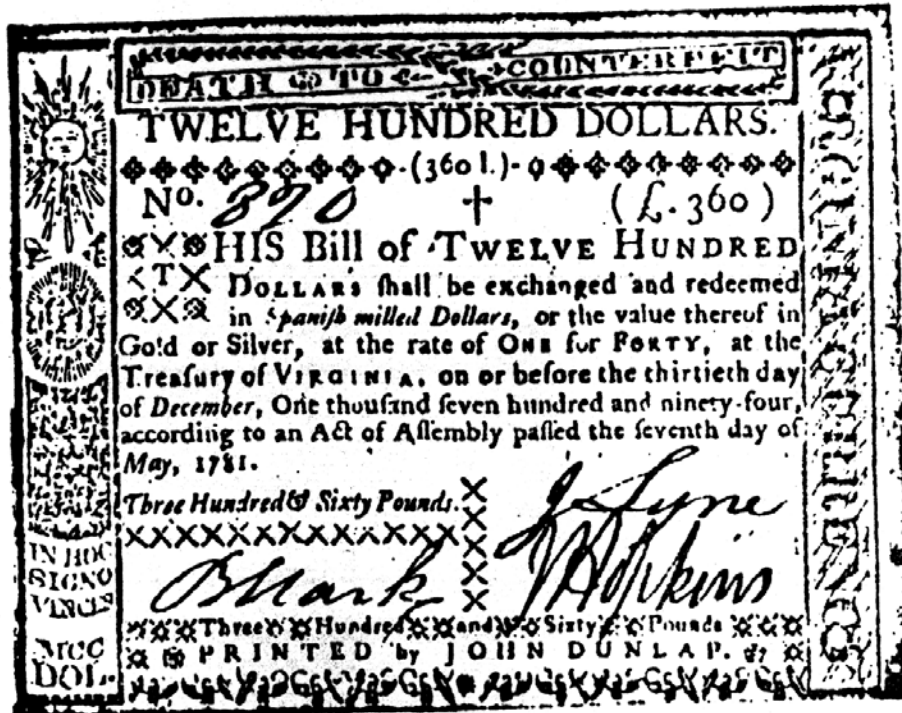 DEATH TO COUNTERFEIT
TWELVE HUNDRED DOLLARS.
(360 l.)
No. 890 (£. 360)
THIS Bill of TWELVE HUNDRED
DOLLARS ſhall be exchanged and redeemed
in Spaniſh milled Dollars, or the value thereof in
Gold or Silver, at the rate of ONE for FORTY, at the
Treaſury of VIRGINIA, on or before the thirtieth day
of December, One thouſand ſeven hundred and ninety-four,
according to an Act of Aſſembly paſſed the ſeventh day of
May, 1781.
Three Hundred & Sixty Pounds.
J Lyne
B Stark
J Hopkins
Three Hundred and Sixty Pounds
PRINTED by JOHN DUNLAP.
IN HOC
SIGNO
VINCES
MCC
DOL.